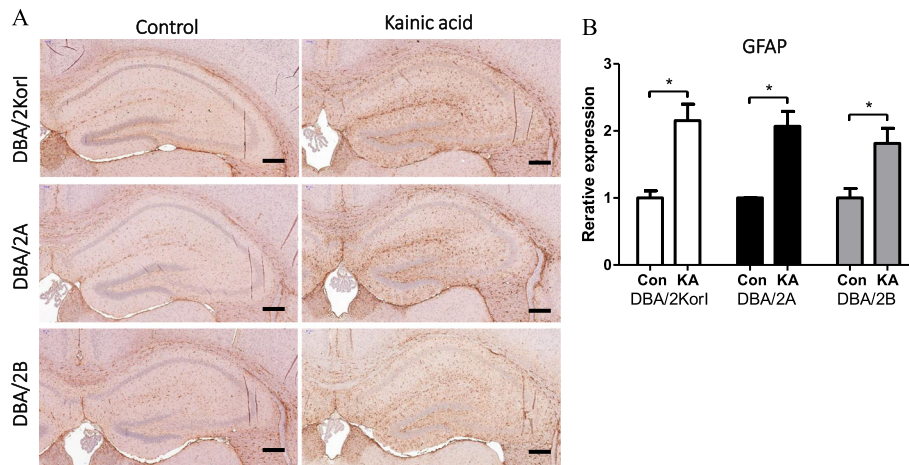 A
Control
Kainic acid
DBA/2Korl
DBA/2A
DBA/2B
B
GFAP
Rerative expression
3
2
1
0
Con KA Con KA Con KA
DBA/2Korl DBA/2A DBA/2B
* * *